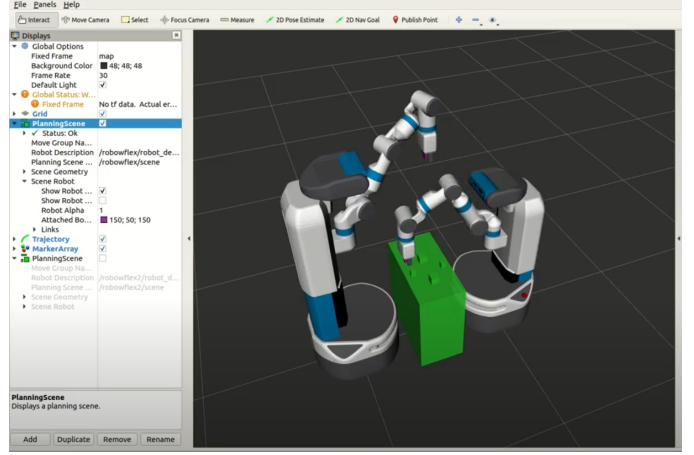 File Panels Help
Interact Move Camera Select Focus Camera Measure 2D Pose Estimate 2D Nav Goal Publish Point
Displays
Global Options
Fixed Frame map
Background Color 48; 48; 48
Frame Rate 30
Default Light
Global Status: W...
Fixed Frame No tf data. Actual er...
Grid
PlanningScene
Status: Ok
Move Group Na...
Robot Description /robowflex/robot_de...
Planning Scene ... /robowflex/scene
Scene Geometry
Scene Robot
Show Robot ...
Show Robot ...
Robot Alpha 1
Attached Bo... 150; 50; 150
Links
Trajectory
MarkerArray
PlanningScene
Move Group Na...
Robot Description /robowflex2/robot_d...
Planning Scene ... /robowflex2/scene
Scene Geometry
Scene Robot
PlanningScene
Displays a planning scene.
Add Duplicate Remove Rename